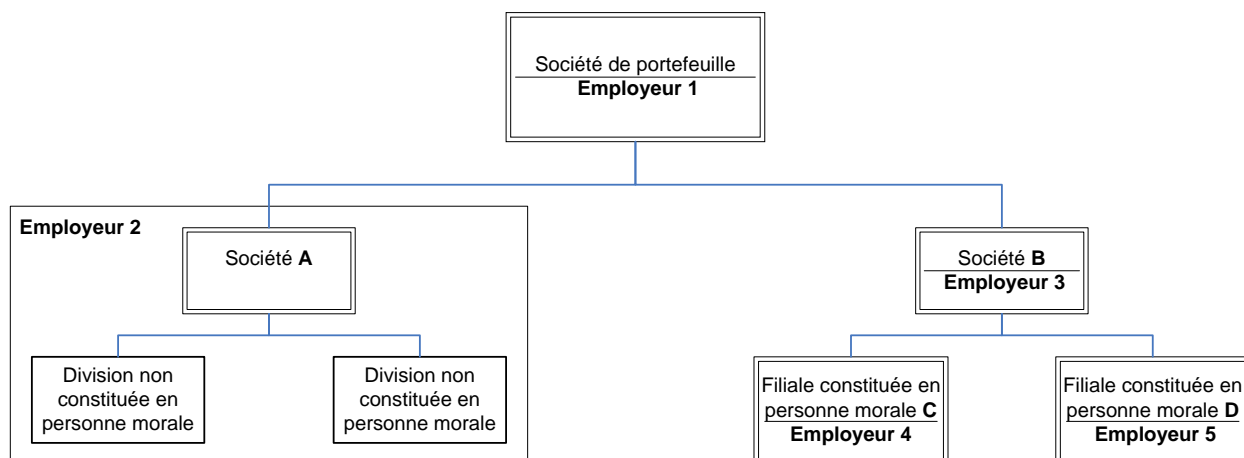 Société de portefeuille
Employeur 1
Employeur 2
Société A
Société B
Employeur 3
Division non
constituée en
personne morale
Division non
constituée en
personne morale
Filiale constituée en
personne morale C
Employeur 4
Filiale constituée en
personne morale D
Employeur 5